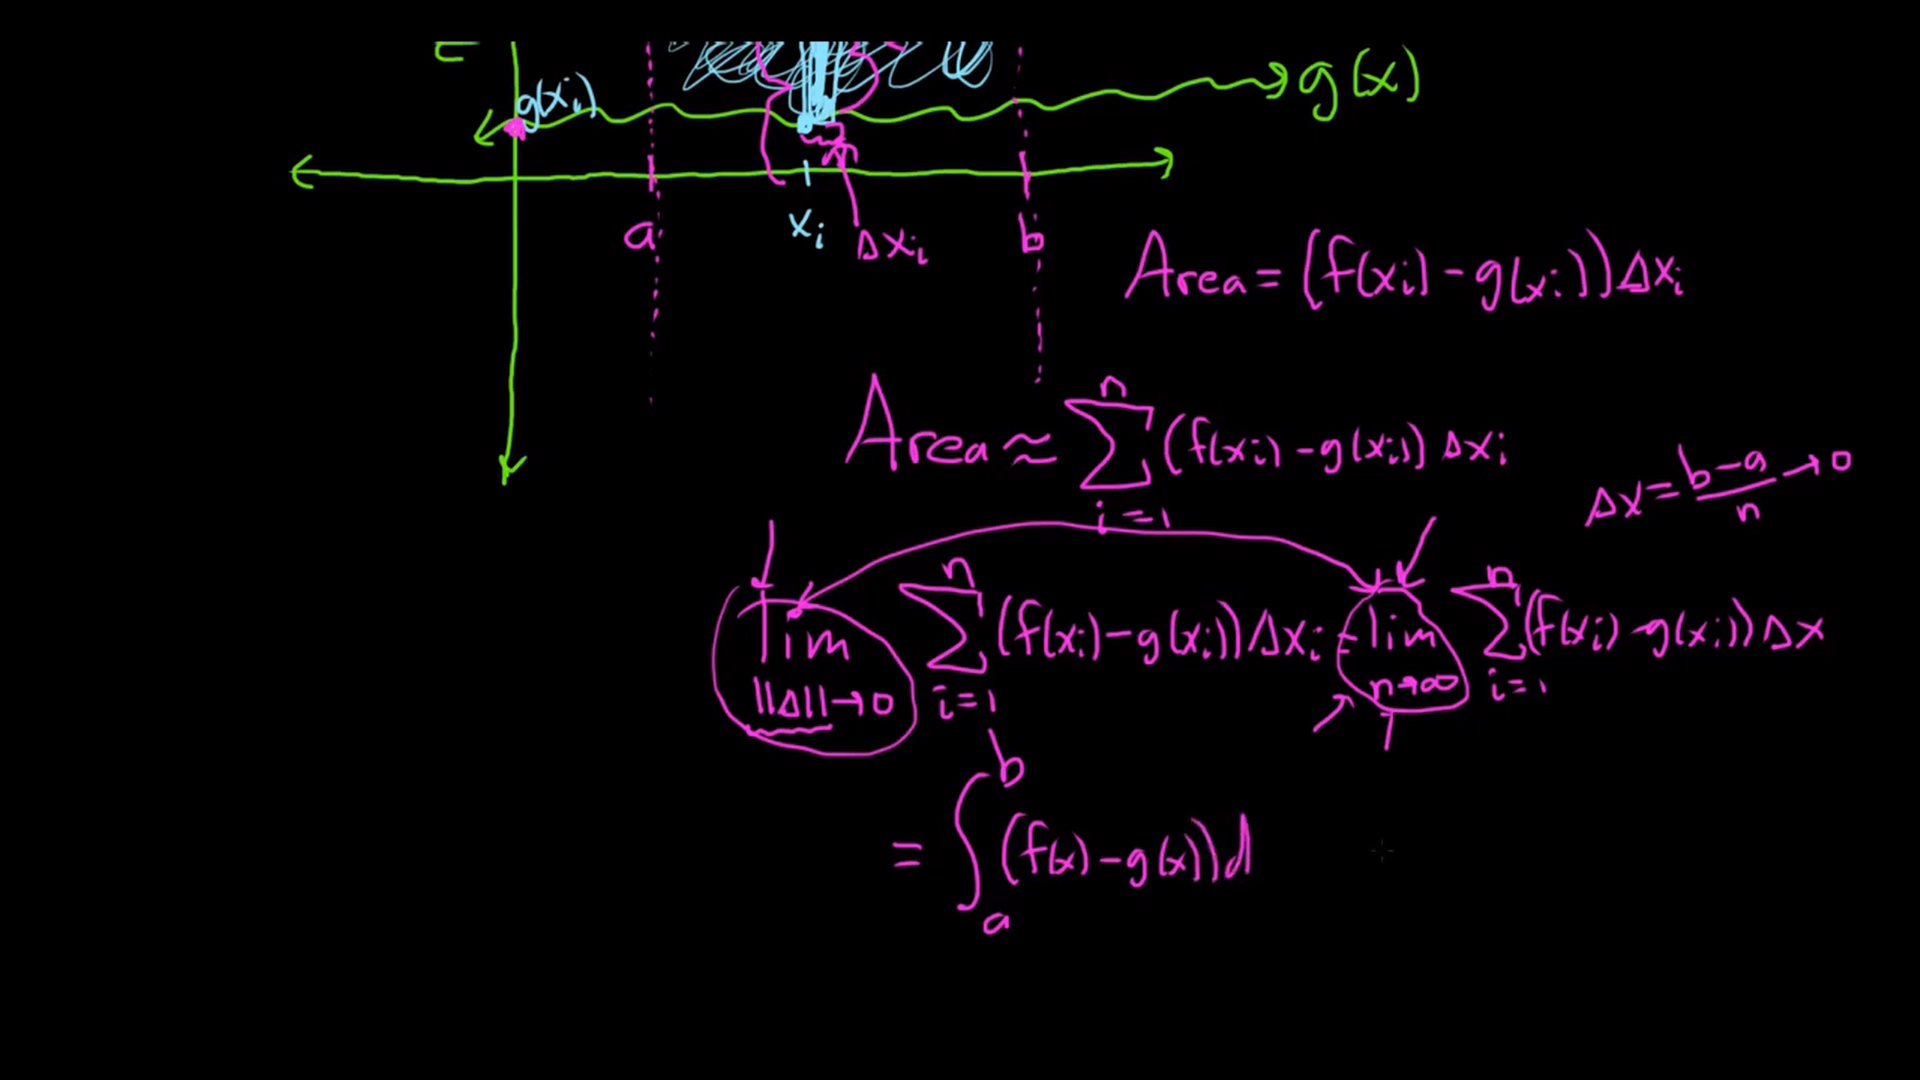 g(x)
g(xᵢ)
a xᵢ Δxᵢ b
Area = (f(xᵢ) - g(xᵢ)) Δxᵢ
Area ≈ n ∑ i=1 (f(xᵢ) - g(xᵢ)) Δxᵢ
Δx = b-a / n → 0
lim ||Δ||→0 n ∑ i=1 (f(xᵢ) - g(xᵢ)) Δxᵢ = lim n→∞ n ∑ i=1 (f(xᵢ) - g(xᵢ)) Δx
= ∫ b a (f(x) - g(x)) d